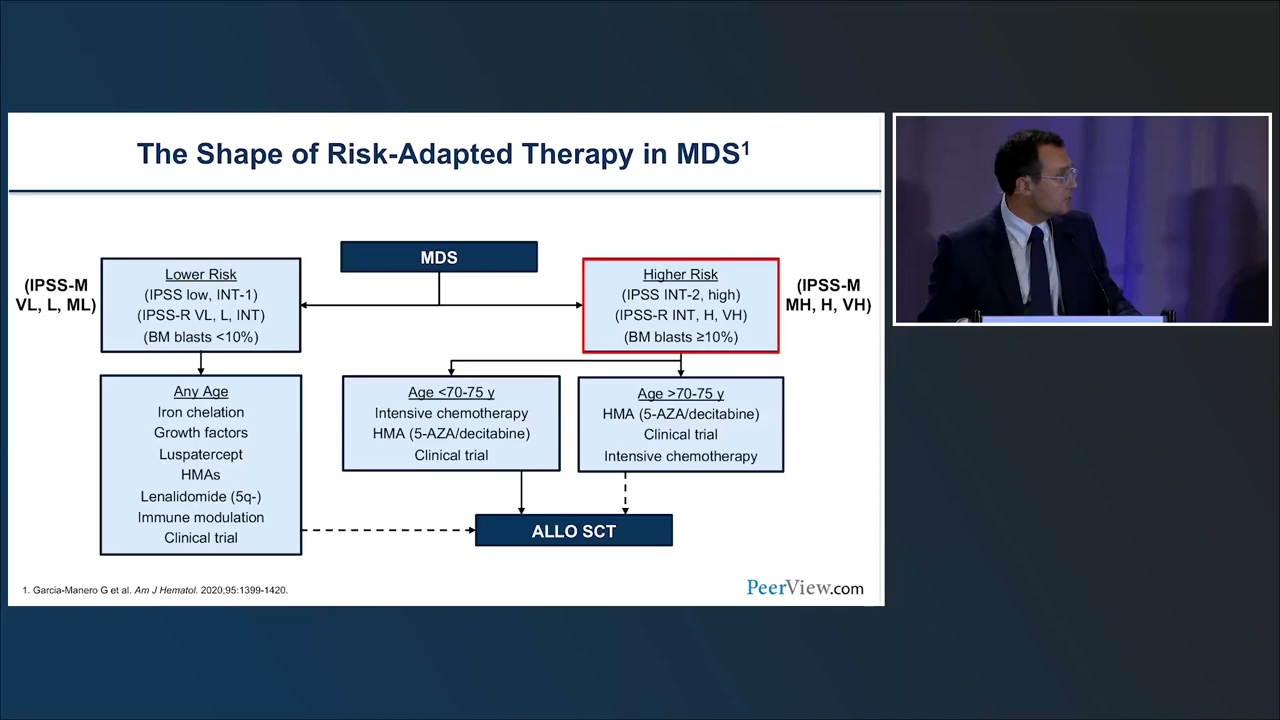 The Shape of Risk-Adapted Therapy in MDS1
MDS
(IPSS-M
VL, L, ML)
Lower Risk
(IPSS low, INT-1)
(IPSS-R VL, L, INT)
(BM blasts <10%)
Higher Risk
(IPSS INT-2, high)
(IPSS-R INT, H, VH)
(BM blasts ≥10%)
(IPSS-M
MH, H, VH)
Any Age
Iron chelation
Growth factors
Luspatercept
HMAs
Lenalidomide (5q-)
Immune modulation
Clinical trial
Age <70-75 y
Intensive chemotherapy
HMA (5-AZA/decitabine)
Clinical trial
Age >70-75 y
HMA (5-AZA/decitabine)
Clinical trial
Intensive chemotherapy
ALLO SCT
1. Garcia-Manero G et al. Am J Hematol. 2020;95:1399-1420.
PeerView.com